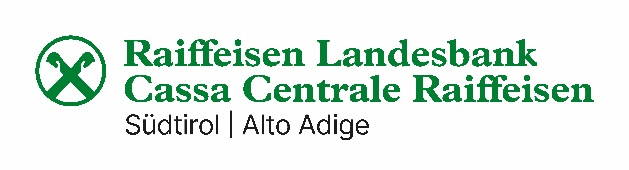 Raiffeisen Landesbank
Cassa Centrale Raiffeisen
Südtirol | Alto Adige